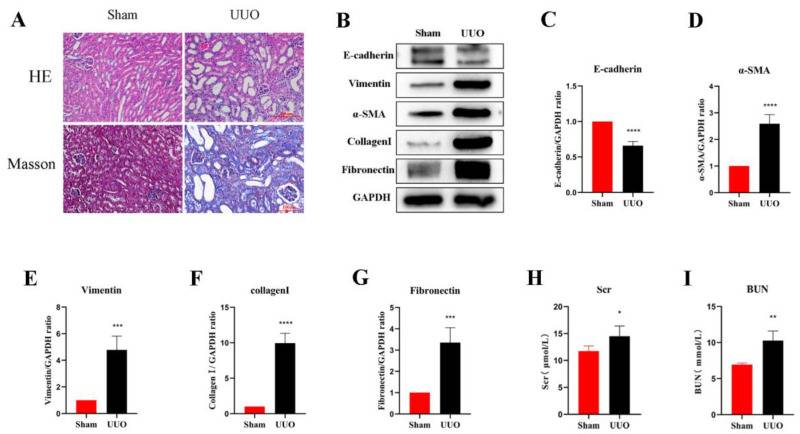 A
Sham
UUO
HE
Masson
B
Sham
UUO
E-cadherin
Vimentin
α-SMA
CollagenI
Fibronectin
GAPDH
C
E-cadherin
E-cadherin/GAPDH ratio
1.5
1.0
0.5
0.0
****
Sham
UUO
D
α-SMA
α-SMA/GAPDH ratio
4
3
2
1
0
****
Sham
UUO
E
Vimentin
Vimentin/GAPDH ratio
8
6
4
2
0
***
Sham
UUO
F
collagenI
Collagen I/ GAPDH ratio
15
10
5
0
****
Sham
UUO
G
Fibronectin
Fibronectin/GAPDH ratio
5
4
3
2
1
0
***
Sham
UUO
H
Scr
Scr( μmol/L)
20
15
10
5
0
*
Sham
UUO
I
BUN
BUN( mmol/L)
15
10
5
0
**
Sham
UUO